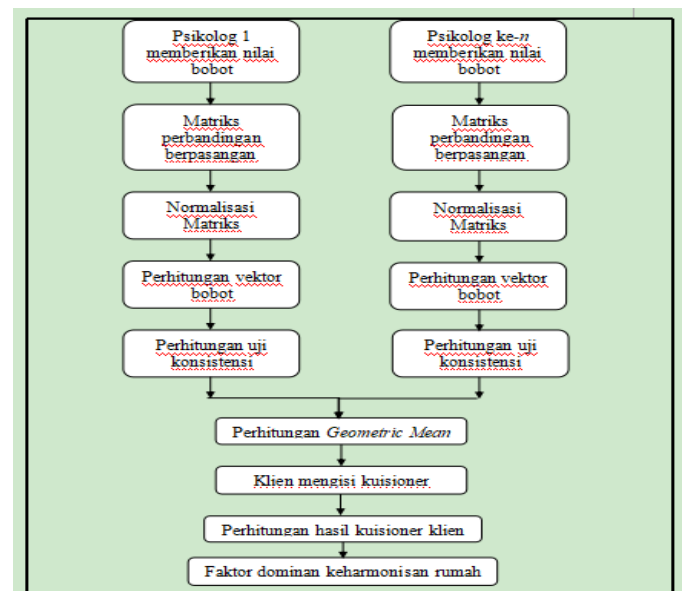 Psikolog 1
memberikan nilai
bobot
Psikolog ke-n
memberikan nilai
bobot
Matriks
perbandingan
berpasangan
Matriks
perbandingan
berpasangan
Normalisasi
Matriks
Normalisasi
Matriks
Perhitungan vektor
bobot
Perhitungan vektor
bobot
Perhitungan uji
konsistensi
Perhitungan uji
konsistensi
Perhitungan Geometric Mean
Klien mengisi kuisioner
Perhitungan hasil kuisioner klien
Faktor dominan keharmonisan rumah